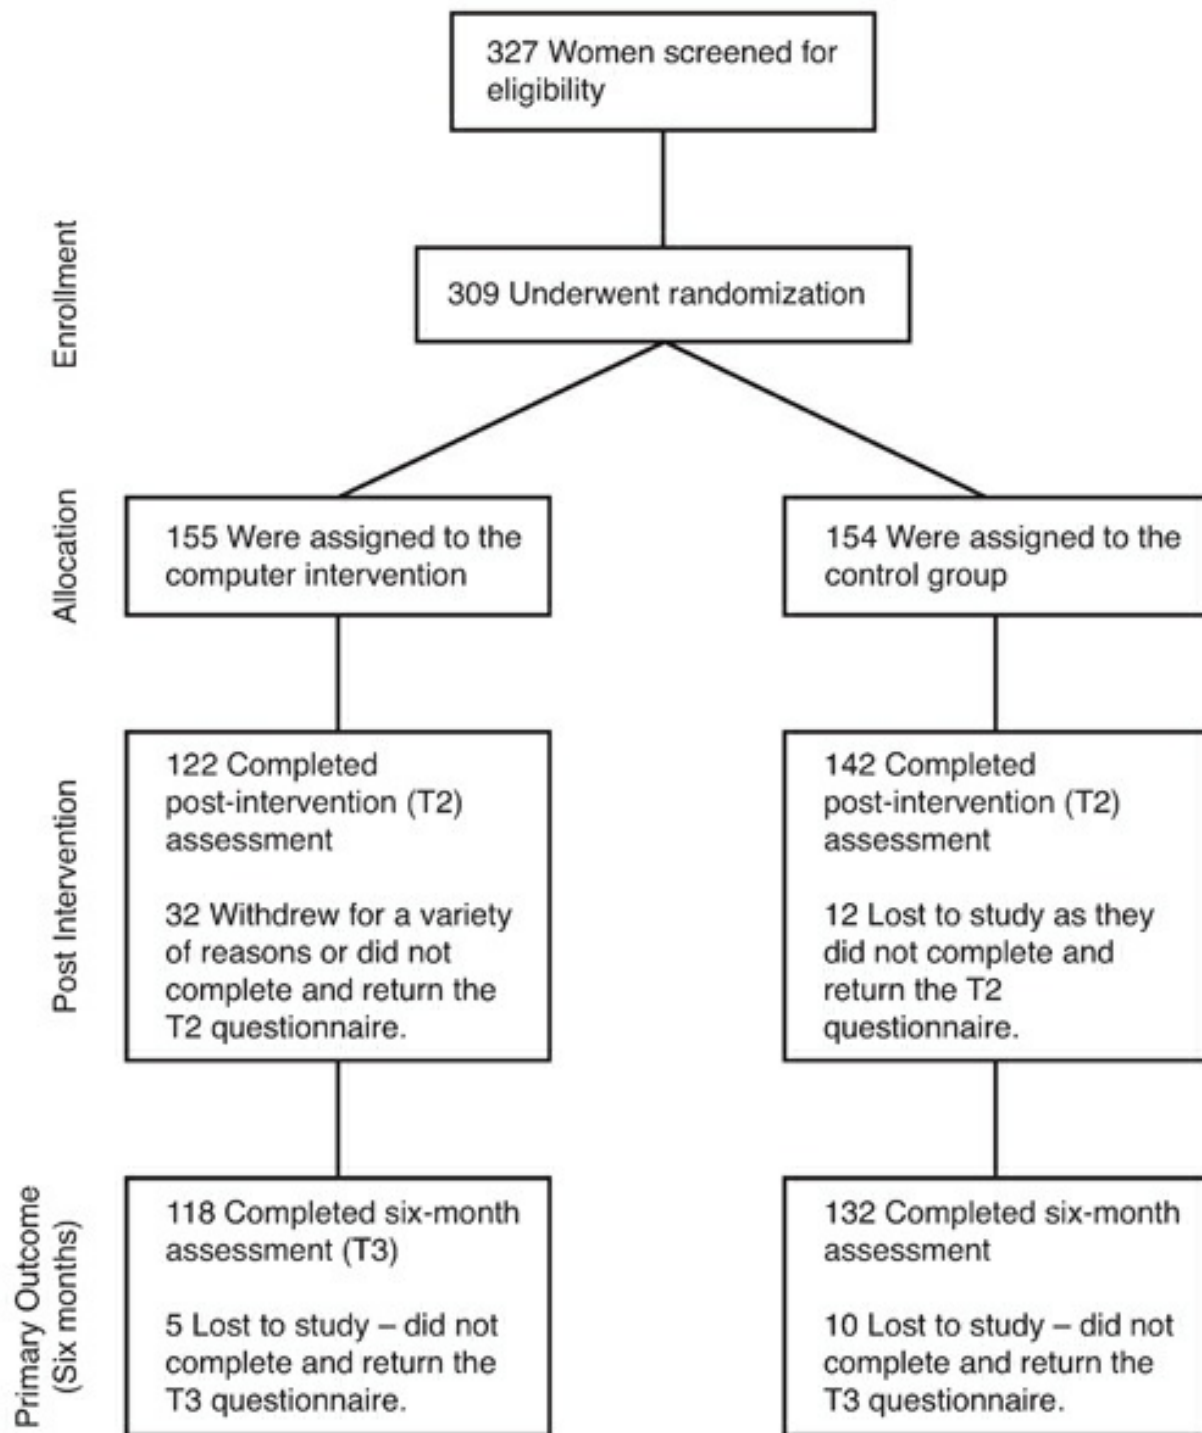 327 Women screened for
eligibility
Enrollment
309 Underwent randomization
Allocation
155 Were assigned to the
computer intervention
154 Were assigned to the
control group
Post Intervention
122 Completed
post-intervention (T2)
assessment
32 Withdrew for a variety
of reasons or did not
complete and return the
T2 questionnaire.
142 Completed
post-intervention (T2)
assessment
12 Lost to study as they
did not complete and
return the T2
questionnaire.
Primary Outcome
(Six months)
118 Completed six-month
assessment (T3)
5 Lost to study – did not
complete and return the
T3 questionnaire.
132 Completed six-month
assessment
10 Lost to study – did not
complete and return the
T3 questionnaire.